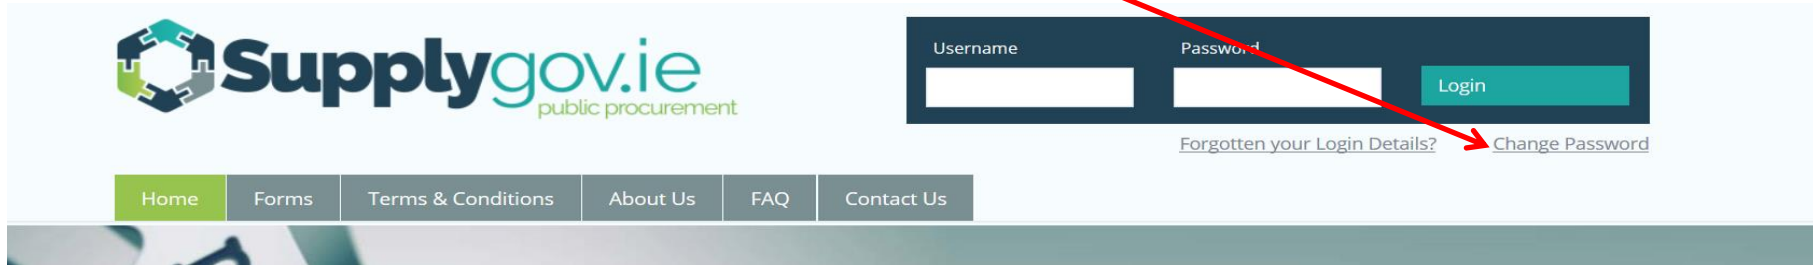 Supplygov.ie
public procurement
Username
Password
Login
Forgotten your Login Details?
Change Password
Home
Forms
Terms & Conditions
About Us
FAQ
Contact Us